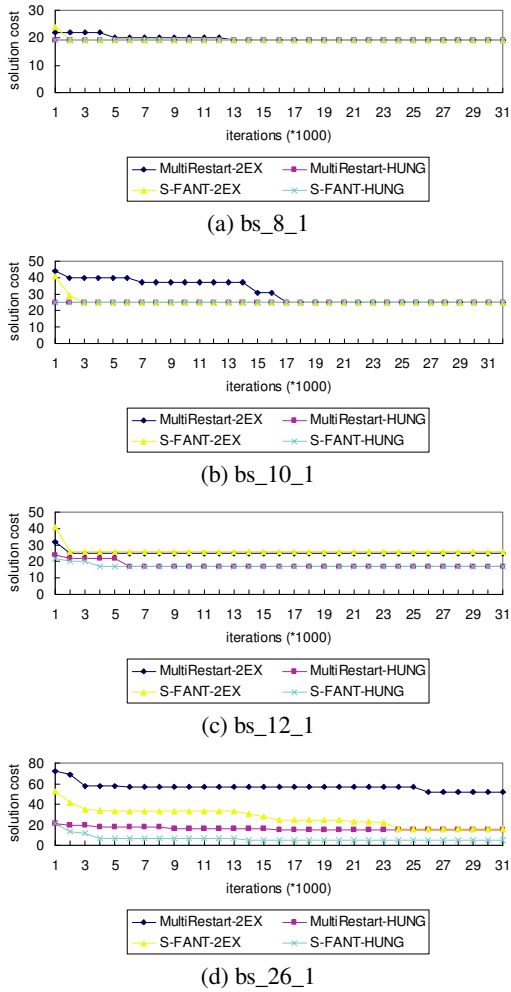 30
20
10
0
solution cost
1 3 5 7 9 11 13 15 17 19 21 23 25 27 29 31
iterations (*1000)
MultiRestart-2EX MultiRestart-HUNG
S-FANT-2EX S-FANT-HUNG
(a) bs_8_1
50
40
30
20
10
0
solution cost
1 3 5 7 9 11 13 15 17 19 21 23 25 27 29 31
iterations (*1000)
MultiRestart-2EX MultiRestart-HUNG
S-FANT-2EX S-FANT-HUNG
(b) bs_10_1
50
40
30
20
10
0
solution cost
1 3 5 7 9 11 13 15 17 19 21 23 25 27 29 31
iterations (*1000)
MultiRestart-2EX MultiRestart-HUNG
S-FANT-2EX S-FANT-HUNG
(c) bs_12_1
80
60
40
20
0
solution cost
1 3 5 7 9 11 13 15 17 19 21 23 25 27 29 31
iterations (*1000)
MultiRestart-2EX MultiRestart-HUNG
S-FANT-2EX S-FANT-HUNG
(d) bs_26_1